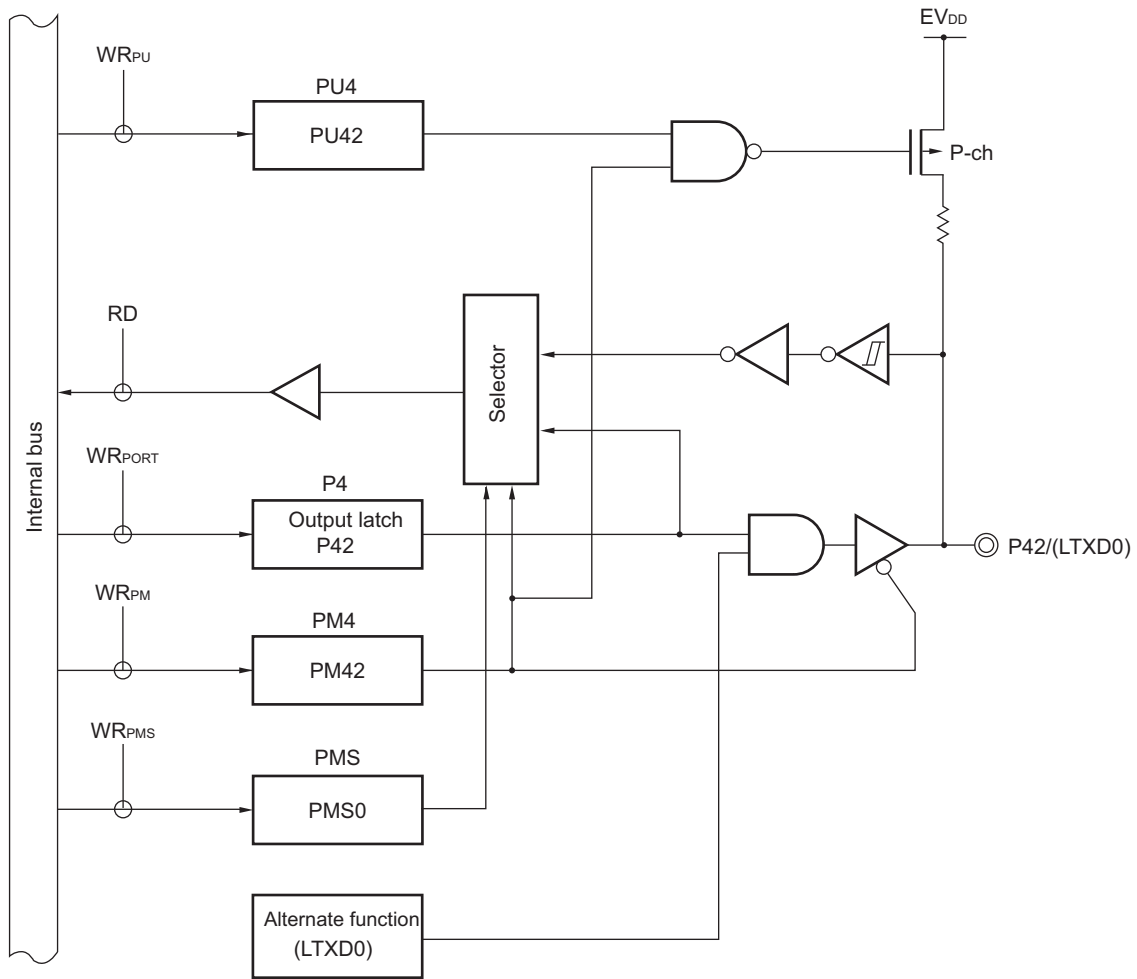 EVDD
WRPU
PU4
PU42
P-ch
RD
Selector
Internal bus
WRPORT
P4
Output latch
P42
P42/(LTXD0)
WRPM
PM4
PM42
WRPMS
PMS
PMS0
Alternate function
(LTXD0)